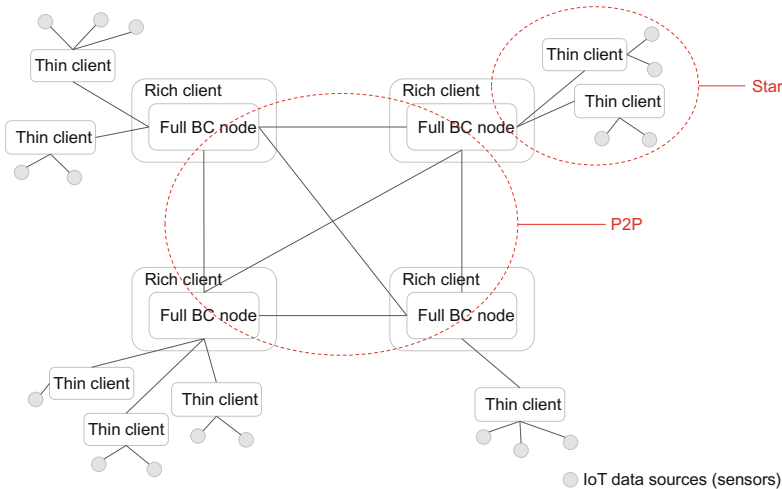 Thin client
Thin client
Rich client
Full BC node
Rich client
Full BC node
Thin client
Thin client
Star
P2P
Rich client
Full BC node
Rich client
Full BC node
Thin client
Thin client
Thin client
Thin client
IoT data sources (sensors)